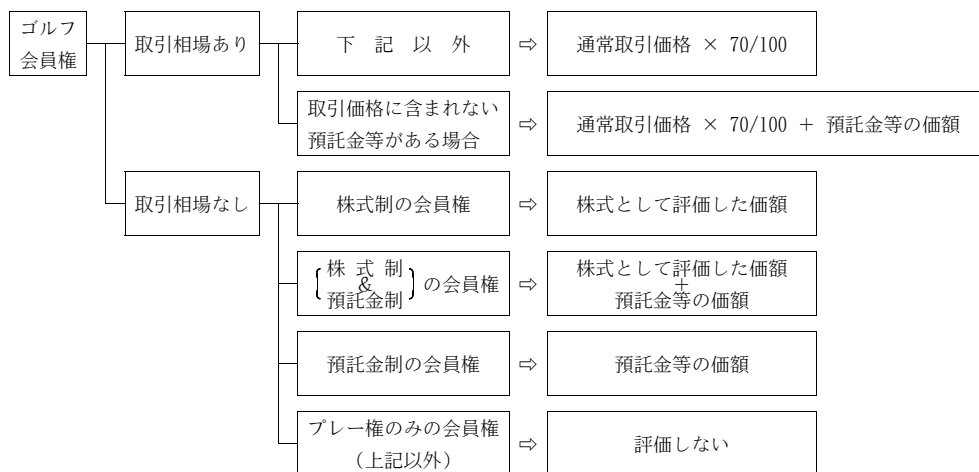 ゴルフ
会員権
取引相場あり
下 記 以 外
⇨
通常取引価格 × 70/100
取引価格に含まれない
預託金等がある場合
⇨
通常取引価格 × 70/100 + 預託金等の価額
取引相場なし
株式制の会員権
⇨
株式として評価した価額
株 式 制
&
預託金制
の会員権
⇨
株式として評価した価額
+
預託金等の価額
預託金制の会員権
⇨
預託金等の価額
プレー権のみの会員権
(上記以外)
⇨
評価しない